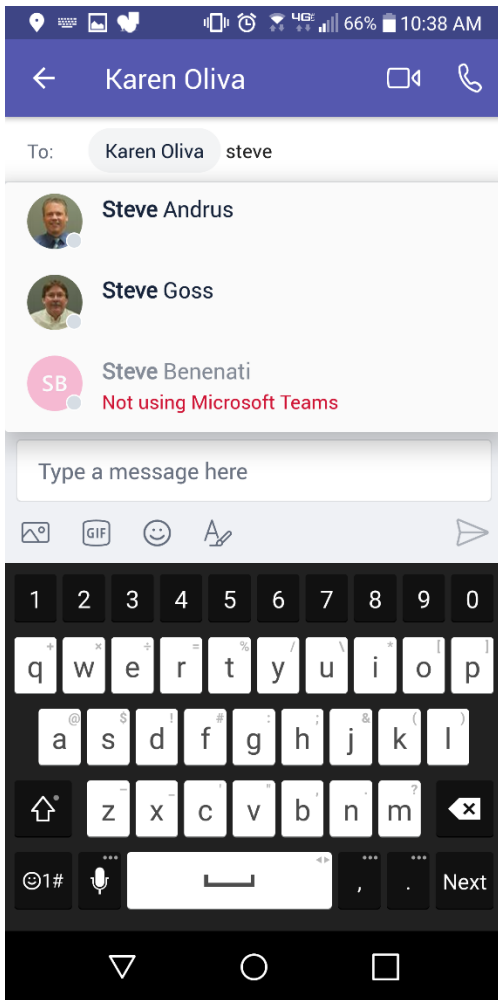 4GE 66% 10:38 AM
Karen Oliva
To: Karen Oliva steve
Steve Andrus
Steve Goss
SB Steve Benenati
Not using Microsoft Teams
Type a message here
GIF
1 2 3 4 5 6 7 8 9 0
+ × ÷ = % / \ * [ ]
q w e r t y u i o p
@ $ ! # : ; & ( )
a s d f g h j k l
- _ ' " , . ?
z x c v b n m
1# , . Next